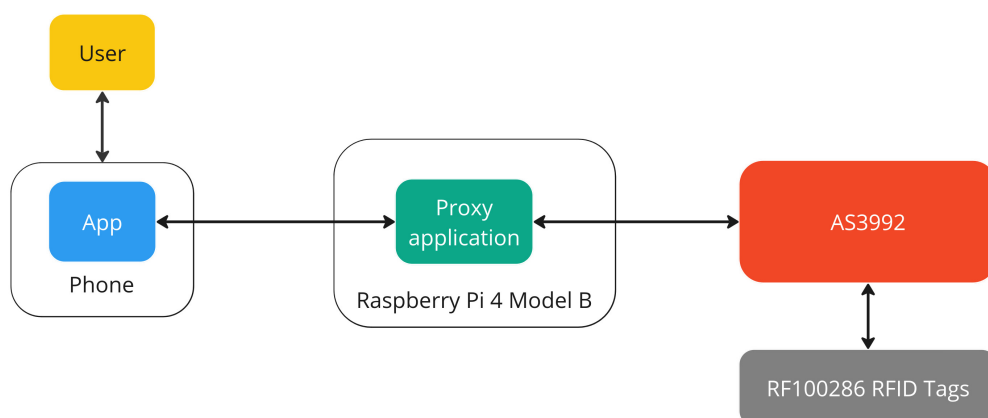 User
App
Phone
Proxy
application
Raspberry Pi 4 Model B
AS3992
RF100286 RFID Tags